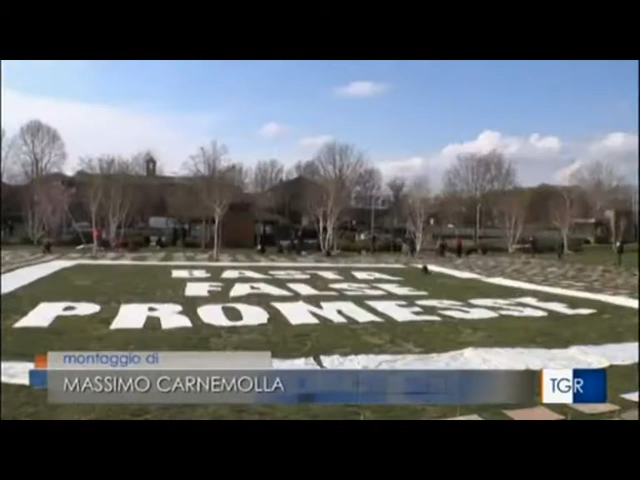 BASTA
FALSE
PROMESSE
montaggio di
MASSIMO CARNEMOLLA
TGR